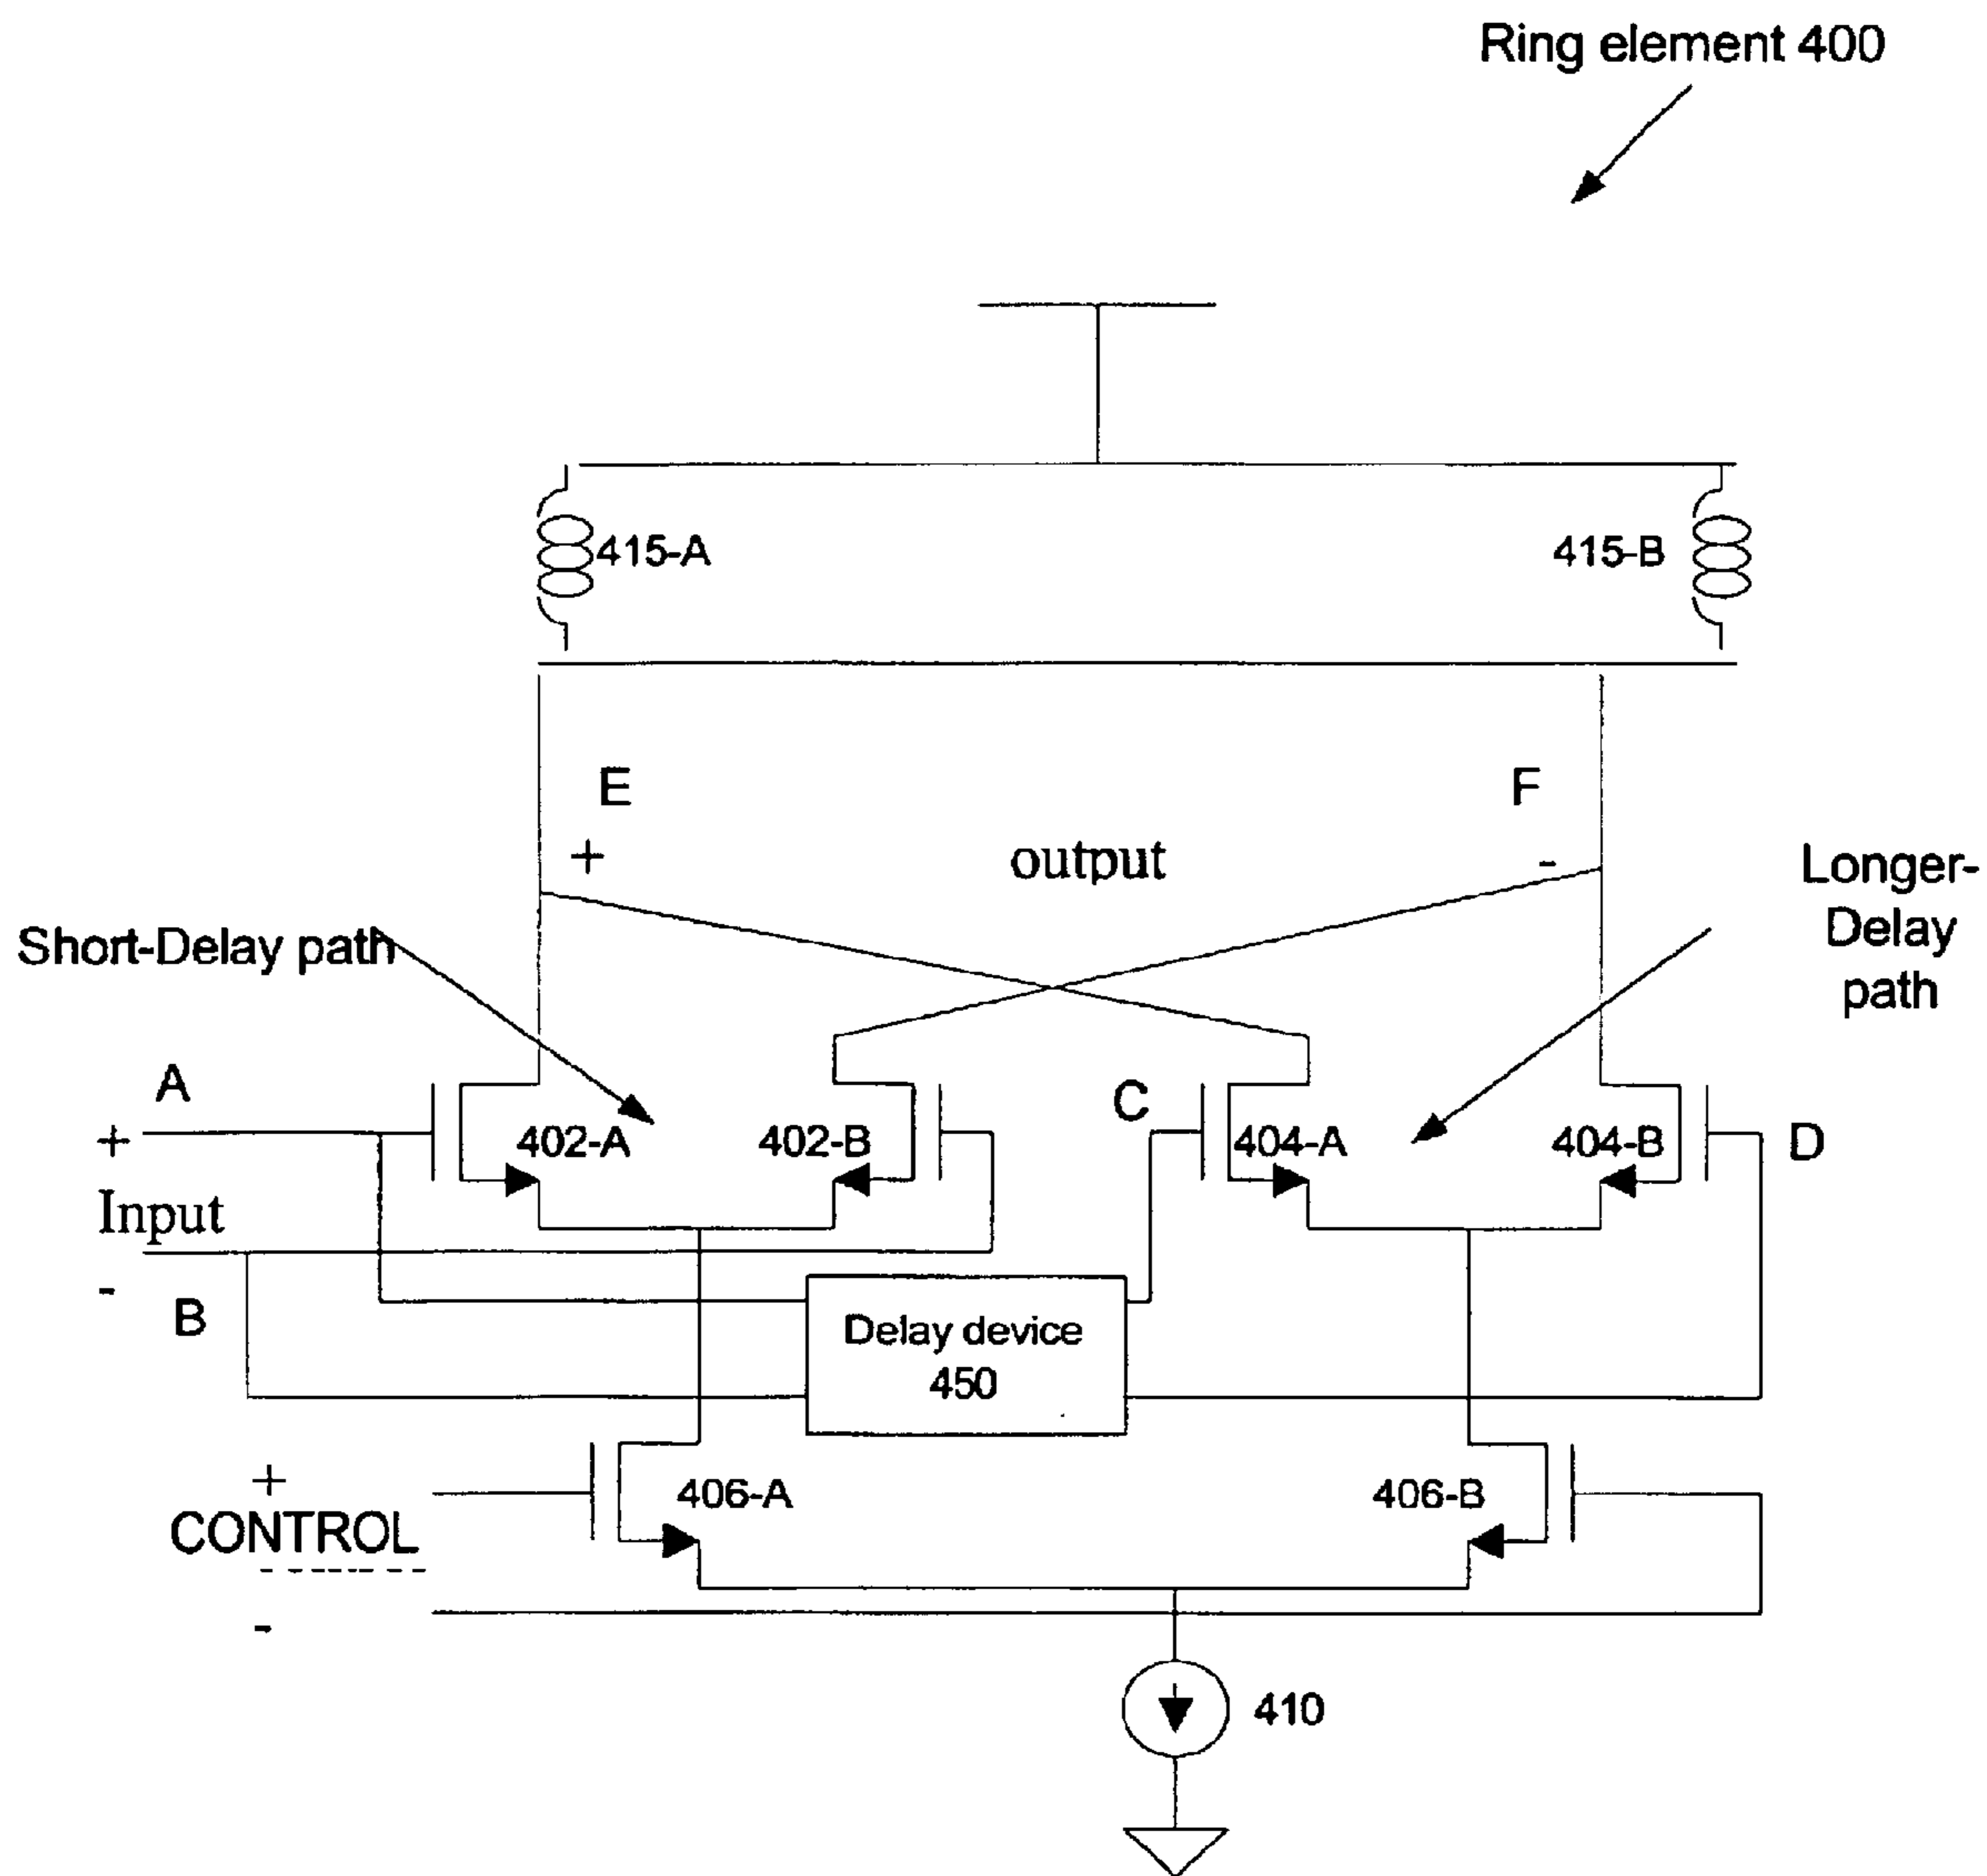 Ring element 400
415-A
415-B
E
F
+
output
-
Longer-
Delay
path
Short-Delay path
A
C
+
402-A
402-B
404-A
404-B
D
Input
-
B
Delay device
450
+
406-A
406-B
CONTROL
-
410